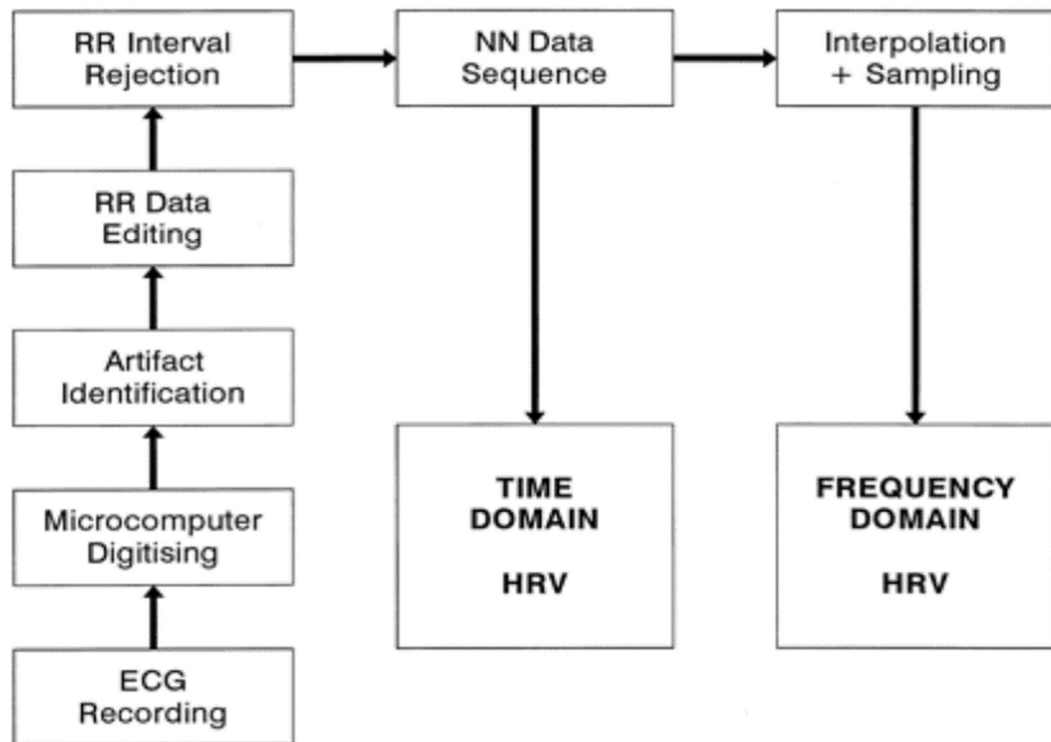 RR Interval
Rejection
NN Data
Sequence
Interpolation
+ Sampling
RR Data
Editing
Artifact
Identification
Microcomputer
Digitising
ECG
Recording
TIME
DOMAIN
HRV
FREQUENCY
DOMAIN
HRV